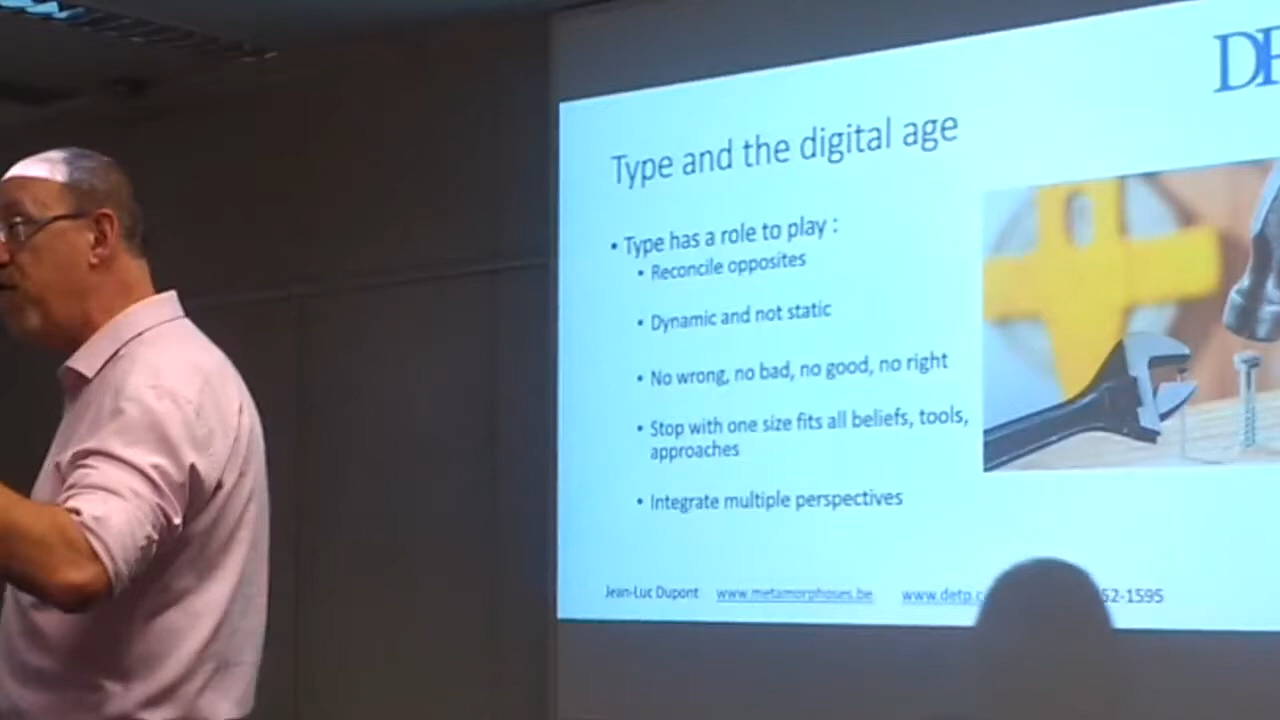 Type and the digital age
• Type has a role to play :
• Reconcile opposites
• Dynamic and not static
• No wrong, no bad, no good, no right
• Stop with one size fits all beliefs, tools,
approaches
• Integrate multiple perspectives
Jean-Luc Dupont www.metamorphoses.be www.detp.c 52-1595